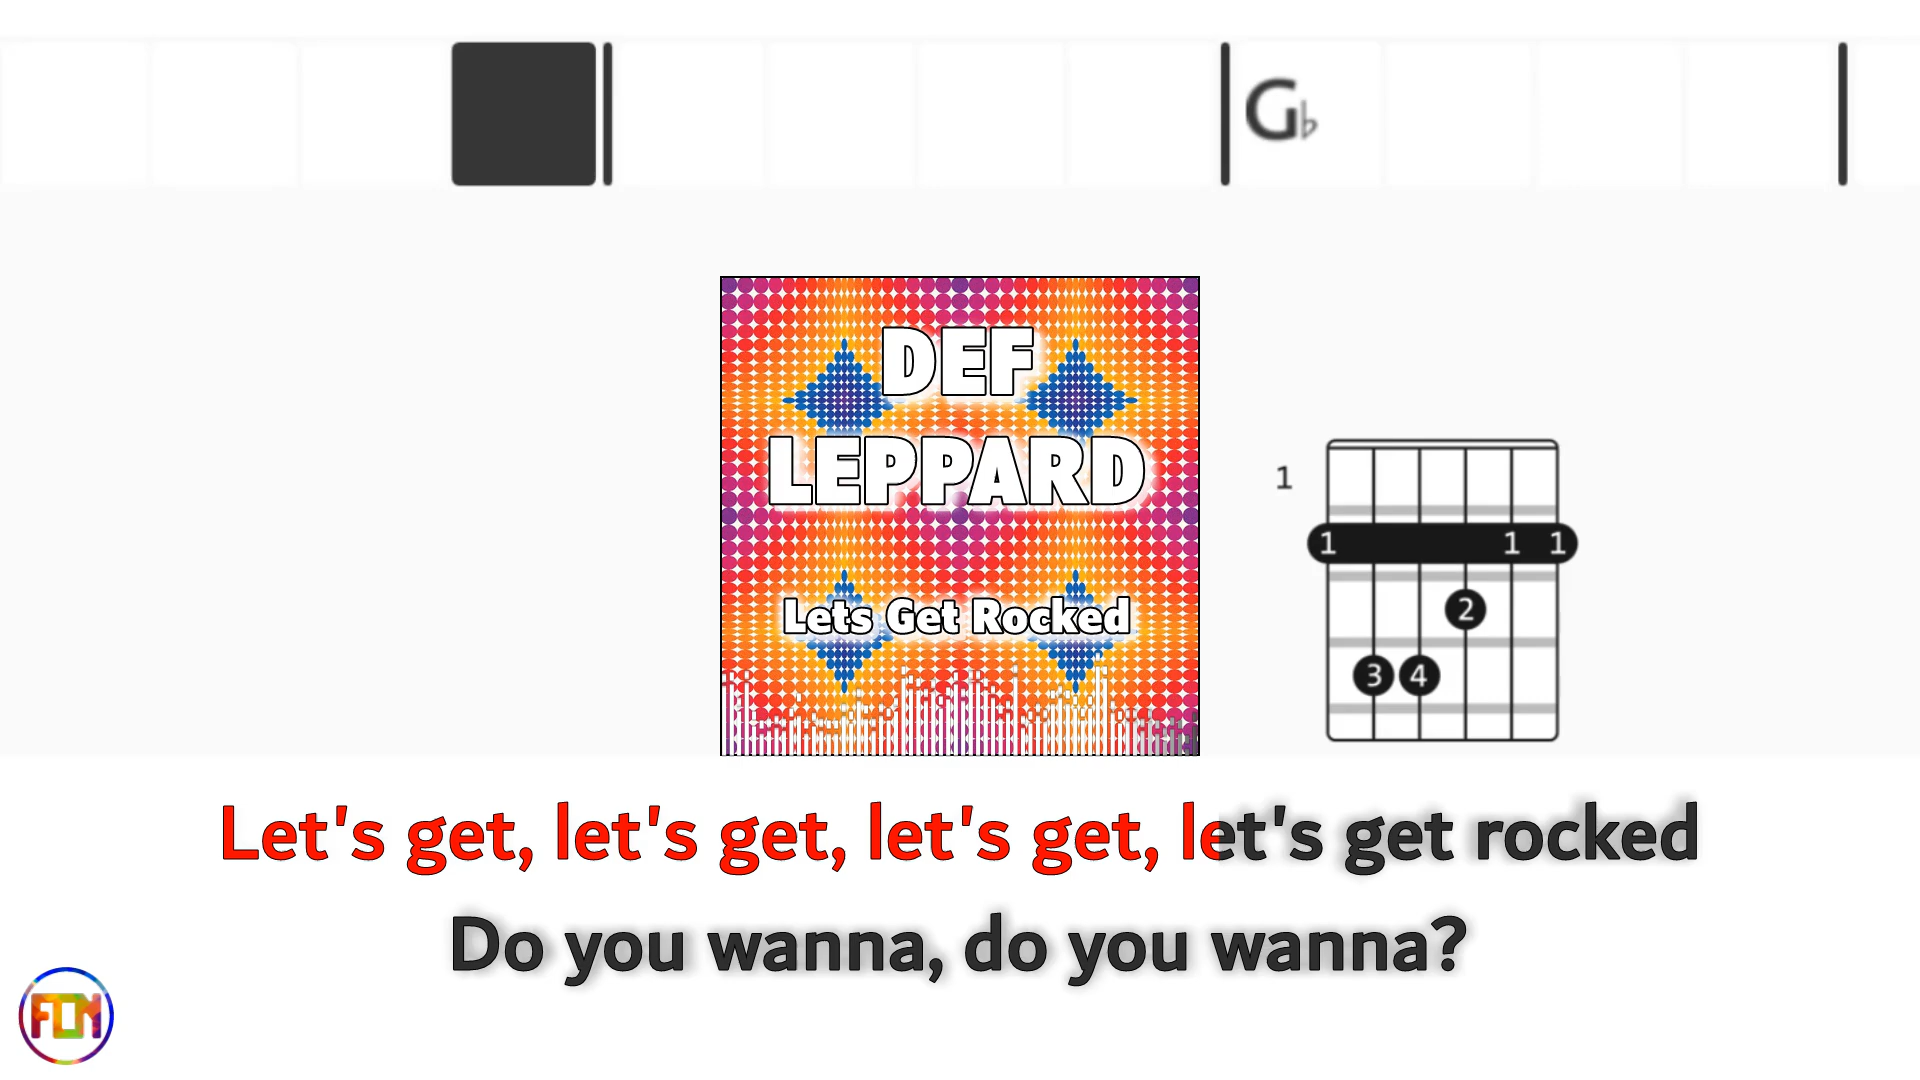 G♭
DEF
LEPPARD
Lets Get Rocked
1
1 1 1
2
3 4
Let's get, let's get, let's get, let's get rocked
Do you wanna, do you wanna?
FCM